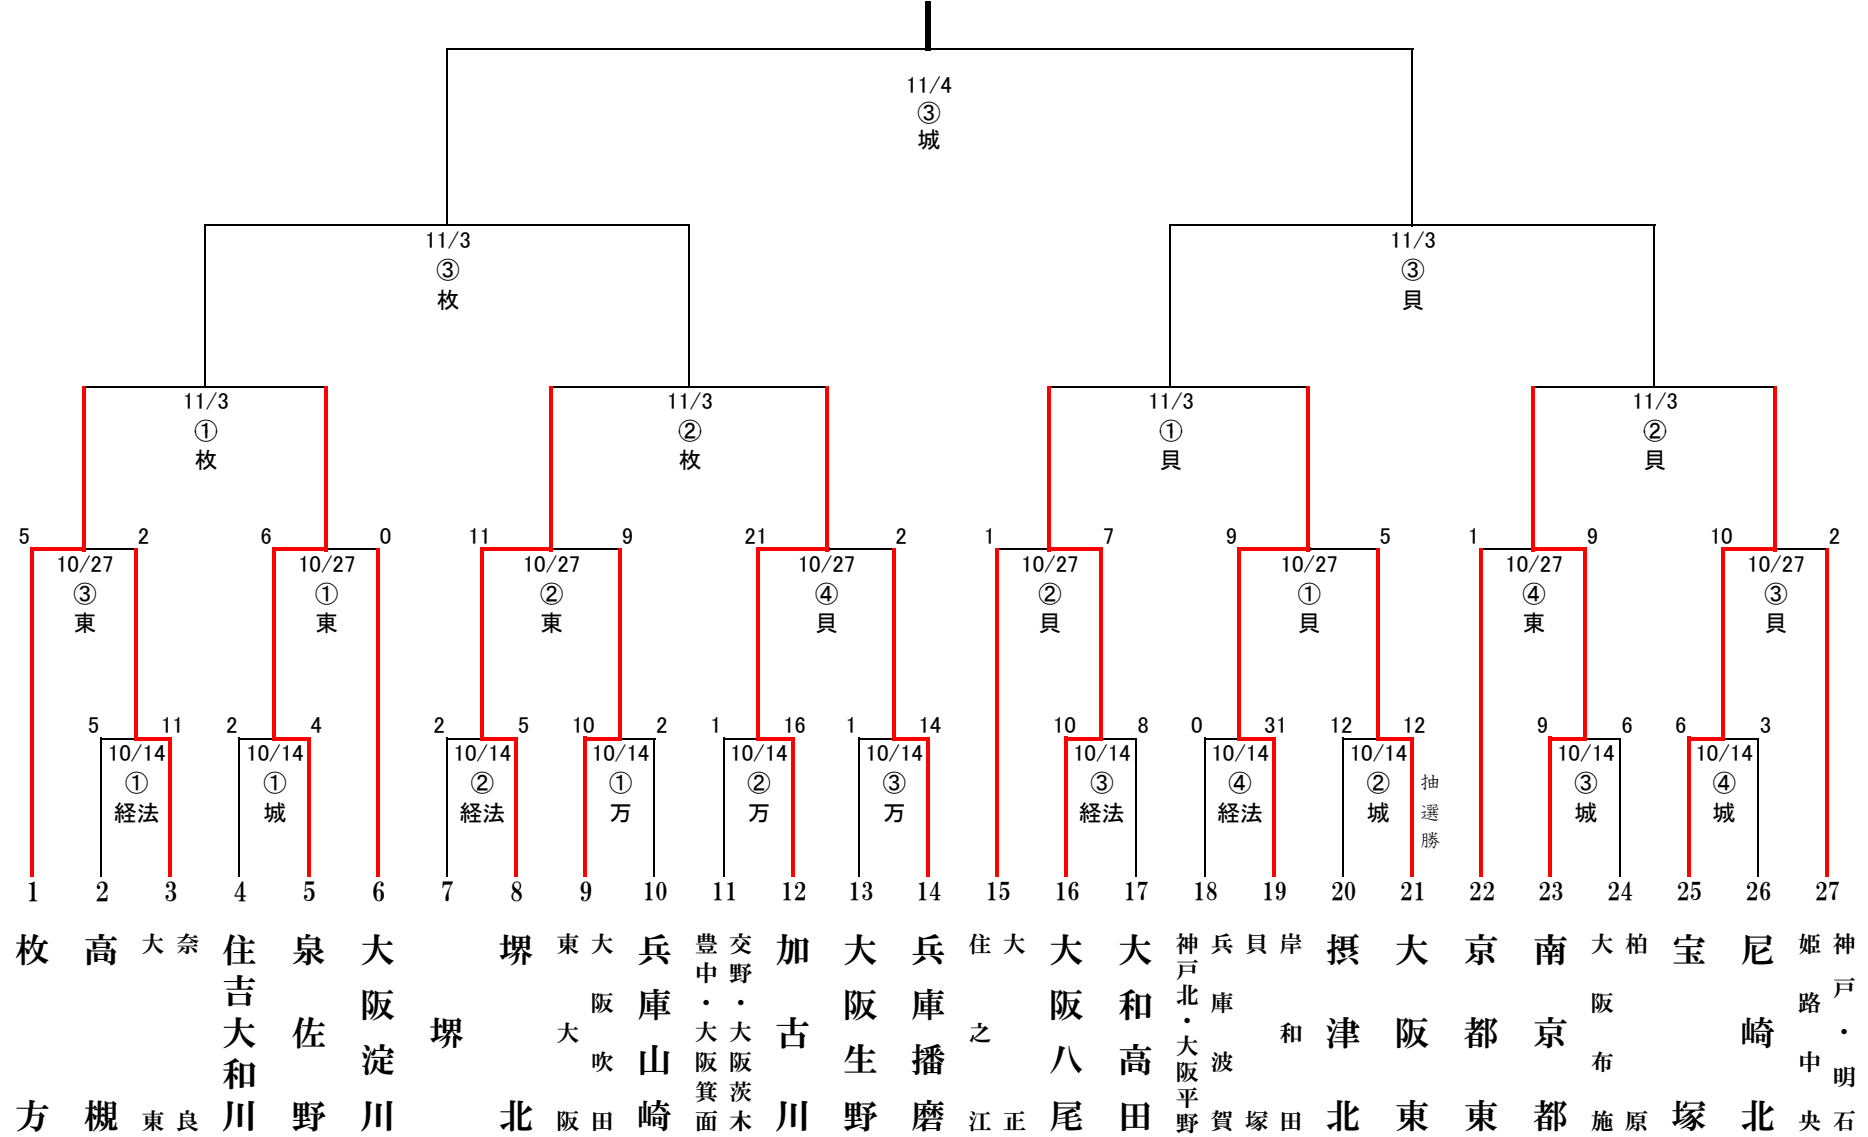 11/4
③
城
11/3
③
枚
11/3
③
貝
11/3
①
枚
11/3
②
枚
11/3
①
貝
11/3
②
貝
5 2 6 0 11 9 21 2 1 7 9 5 1 9 10 2
10/27 10/27 10/27 10/27 10/27 10/27 10/27 10/27
③ ① ② ④ ② ① ④ ③
東 東 東 貝 貝 貝 東 貝
5 11 2 4 2 5 10 2 1 16 1 14 10 8 0 31 12 12 9 6 6 3
10/14 10/14 10/14 10/14 10/14 10/14 10/14 10/14 10/14 10/14 10/14
① ① ② ① ② ③ ③ ④ ② ③ ④
経法 城 経法 万 万 万 経法 経法 城 城 城
抽選勝
1 2 3 4 5 6 7 8 9 10 11 12 13 14 15 16 17 18 19 20 21 22 23 24 25 26 27
枚方
高槻
奈良
大東
住吉大和川
泉佐野
大阪淀川
堺
堺北
大阪吹田
東大阪
兵庫山崎
交野・大阪茨木
豊中・大阪箕面
加古川
大阪生野
兵庫播磨
大正
住之江
大阪八尾
大和高田
兵庫波賀
神戸北・大阪平野
岸和田
貝塚
摂津北
大阪東
京都東
南京都
柏原
大阪布施
宝塚
尼崎北
神戸・明石
姫路中央